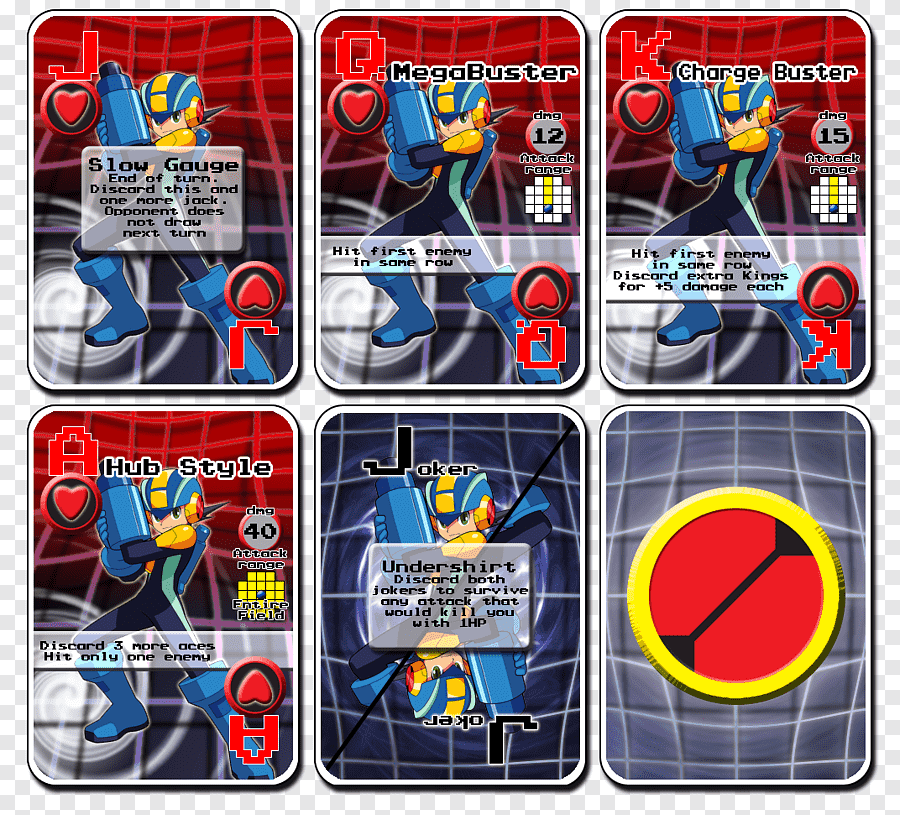 J
Slow Gauge
End of turn.
Discard this and
one more jack.
Opponent does
not draw
next turn
J
Q
MegaBuster
dmg
12
Attack
range
Hit first enemy
in same row
Q
K
Charge Buster
dmg
15
Attack
range
Hit first enemy
in same row
Discard extra Kings
for +5 damage each
K
A
Hub Style
dmg
40
Attack
range
Entire
Field
Discard 3 more aces
Hit only one enemy
A
Joker
Undershirt
Discard both
jokers to survive
any attack that
would kill you
with 1HP
Joker